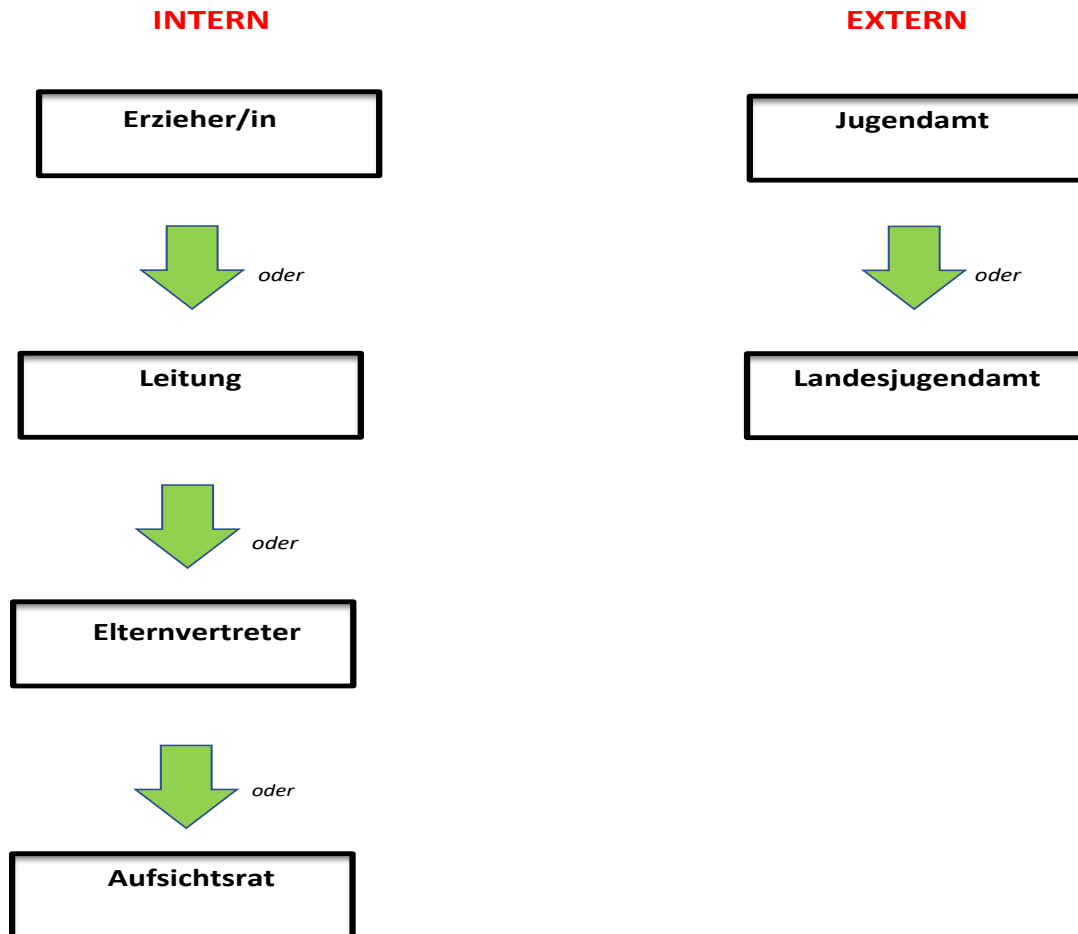 INTERN
Erzieher/in
oder
Leitung
oder
Elternvertreter
oder
Aufsichtsrat
EXTERN
Jugendamt
oder
Landesjugendamt